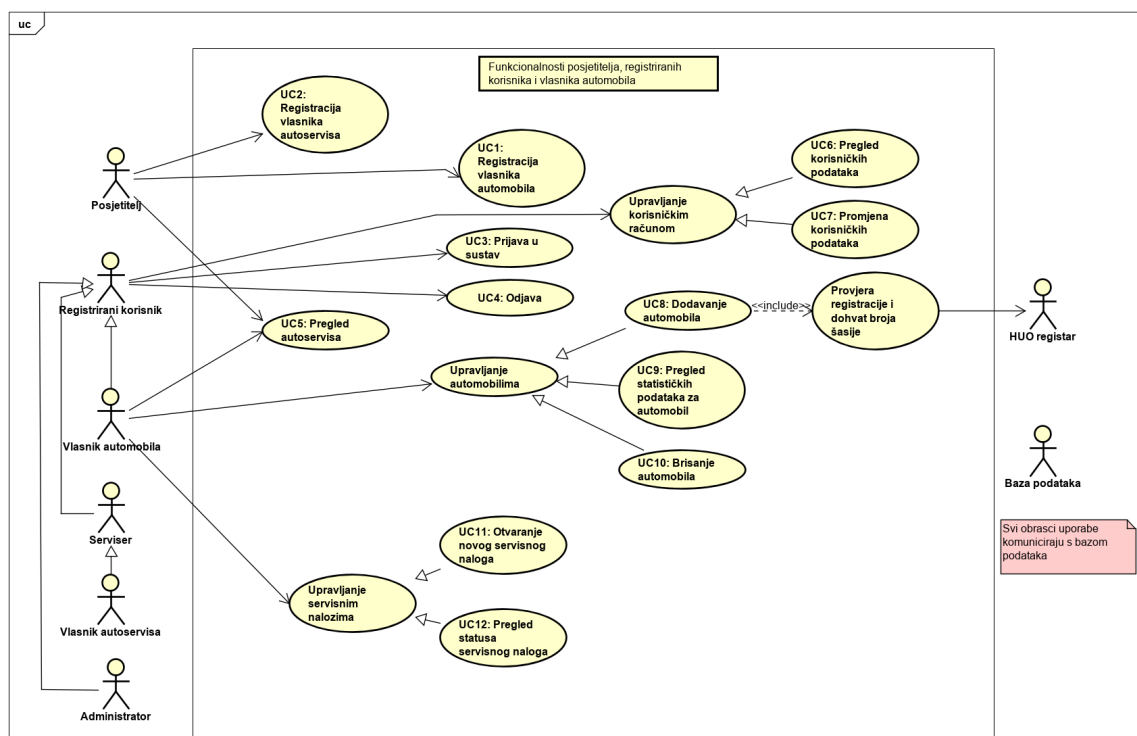 uc
Funkcionalnosti posjetitelja, registriranih
korisnika i vlasnika automobila
UC2:
Registracija
vlasnika
autoservisa
UC1:
Registracija
vlasnika
automobila
UC6: Pregled
korisničkih
podataka
Posjetitelj
Upravljanje
korisničkim
računom
UC7: Promjena
korisničkih
podataka
UC3: Prijava u
sustav
Registrirani korisnik
UC4: Odjava
UC8: Dodavanje
automobila
<<include>>
Provjera
registracije i
dohvat broja
šasije
HUO registar
UC5: Pregled
autoservisa
Upravljanje
automobilima
UC9: Pregled
statističkih
podataka za
automobil
Vlasnik automobila
UC10: Brisanje
automobila
Baza podataka
Serviser
UC11: Otvaranje
novog servisnog
naloga
Svi obrasci uporabe
komuniciraju s bazom
podataka
Upravljanje
servisnim
nalozima
Vlasnik autoservisa
UC12: Pregled
statusa
servisnog naloga
Administrator